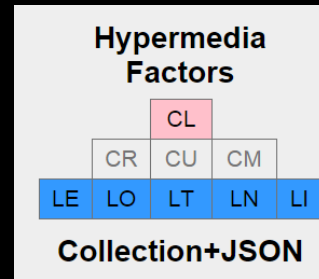 Hypermedia
Factors
CL
CR CU CM
LE LO LT LN LI
Collection+JSON